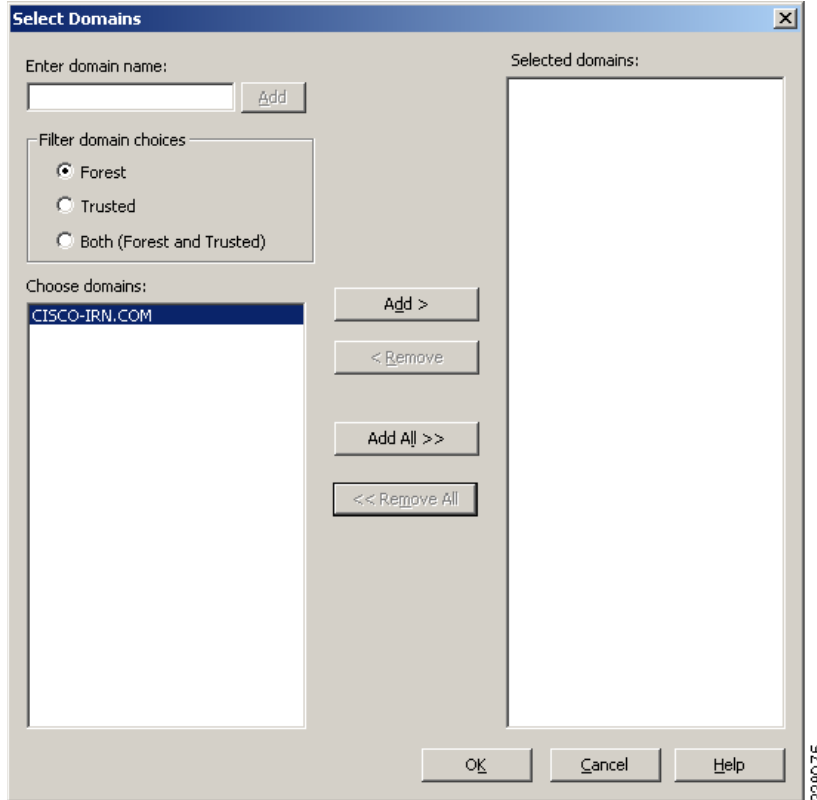 Select Domains
Enter domain name:
Add
Filter domain choices
Forest
Trusted
Both (Forest and Trusted)
Choose domains:
CISCO-IRN.COM
Add >
< Remove
Add All >>
<< Remove All
Selected domains:
OK
Cancel
Help